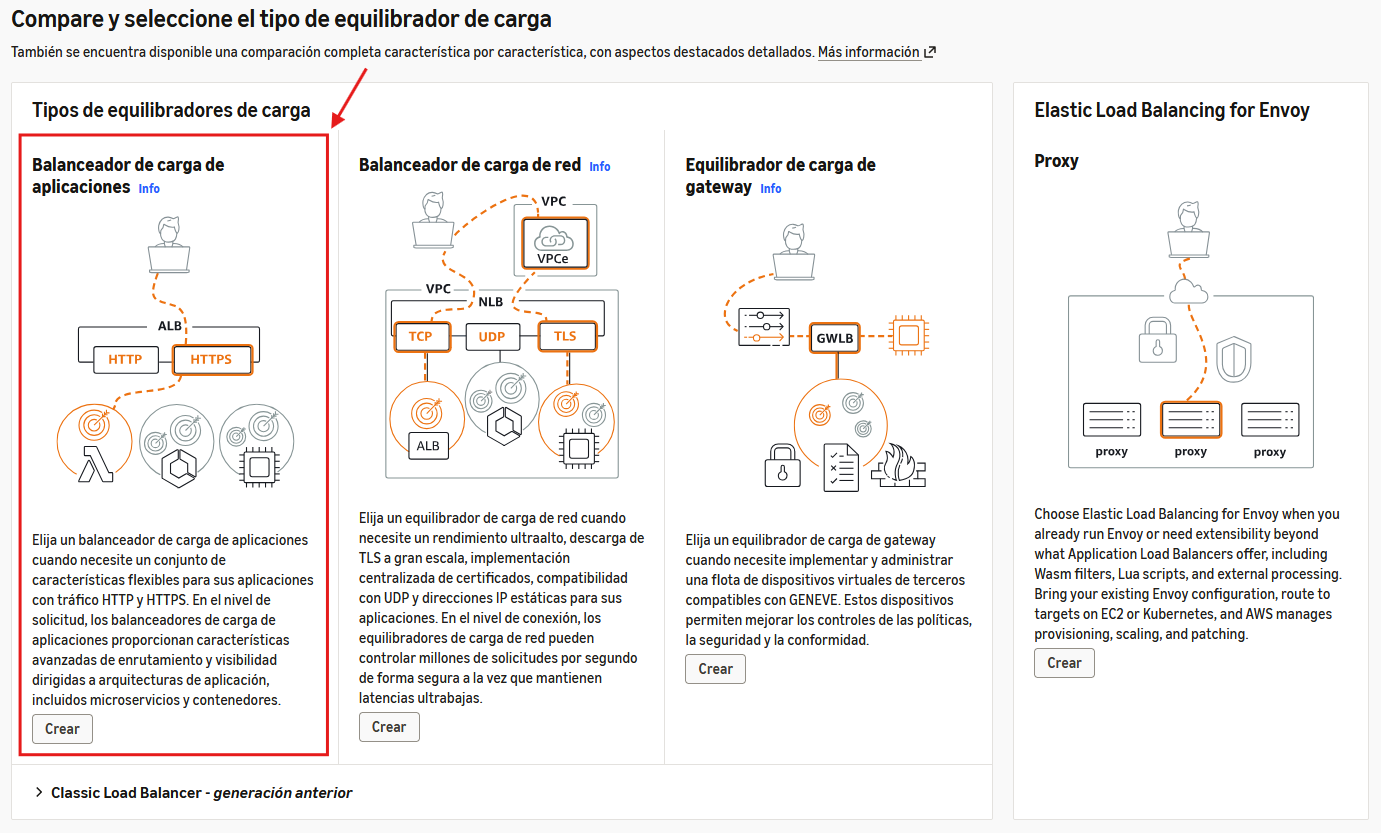 Compare y seleccione el tipo de equilibrador de carga
También se encuentra disponible una comparación completa característica por característica, con aspectos destacados detallados. Más información
Tipos de equilibradores de carga
Balanceador de carga de
aplicaciones Info
ALB
HTTP
HTTPS
Elija un balanceador de carga de aplicaciones
cuando necesite un conjunto de
características flexibles para sus aplicaciones
con tráfico HTTP y HTTPS. En el nivel de
solicitud, los balanceadores de carga de
aplicaciones proporcionan características
avanzadas de enrutamiento y visibilidad
dirigidas a arquitecturas de aplicación,
incluidos microservicios y contenedores.
Crear
Balanceador de carga de red Info
VPC
VPCe
VPC
NLB
TCP
UDP
TLS
ALB
Elija un equilibrador de carga de red cuando
necesite un rendimiento ultraalto, descarga de
TLS a gran escala, implementación
centralizada de certificados, compatibilidad
con UDP y direcciones IP estáticas para sus
aplicaciones. En el nivel de conexión, los
equilibradores de carga de red pueden
controlar millones de solicitudes por segundo
de forma segura a la vez que mantienen
latencias ultrabajas.
Crear
Equilibrador de carga de
gateway Info
GWLB
Elija un equilibrador de carga de gateway
cuando necesite implementar y administrar
una flota de dispositivos virtuales de terceros
compatibles con GENEVE. Estos dispositivos
permiten mejorar los controles de las políticas,
la seguridad y la conformidad.
Crear
Classic Load Balancer - generación anterior
Elastic Load Balancing for Envoy
Proxy
proxy
proxy
proxy
Choose Elastic Load Balancing for Envoy when you
already run Envoy or need extensibility beyond
what Application Load Balancers offer, including
Wasm filters, Lua scripts, and external processing.
Bring your existing Envoy configuration, route to
targets on EC2 or Kubernetes, and AWS manages
provisioning, scaling, and patching.
Crear